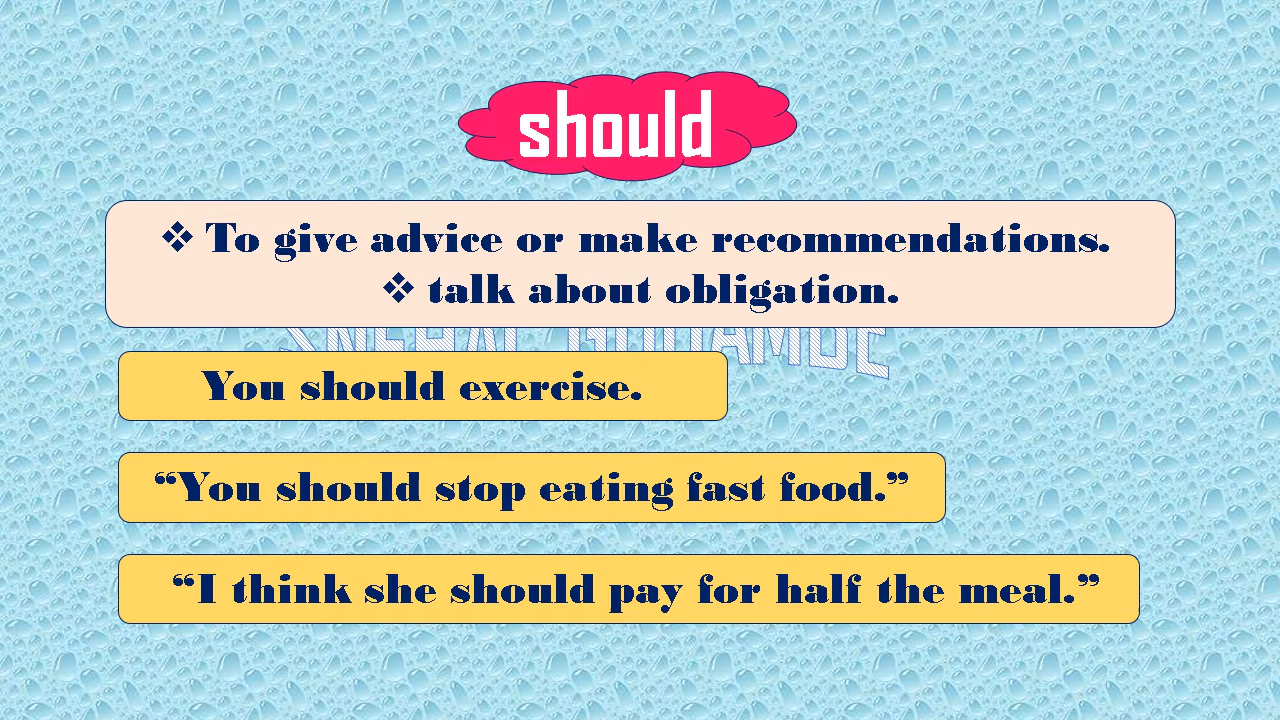 should
❖ To give advice or make recommendations.
❖ talk about obligation.
You should exercise.
“You should stop eating fast food.”
“I think she should pay for half the meal.”